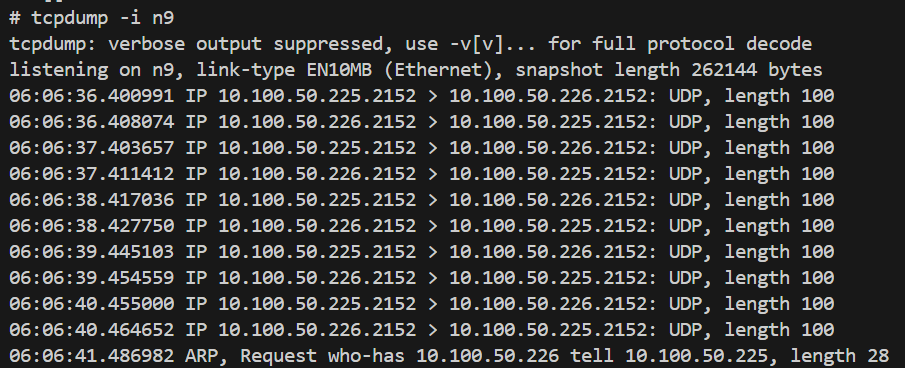 # tcpdump -i n9
tcpdump: verbose output suppressed, use -v[v]... for full protocol decode
listening on n9, link-type EN10MB (Ethernet), snapshot length 262144 bytes
06:06:36.400991 IP 10.100.50.225.2152 > 10.100.50.226.2152: UDP, length 100
06:06:36.408074 IP 10.100.50.226.2152 > 10.100.50.225.2152: UDP, length 100
06:06:37.403657 IP 10.100.50.225.2152 > 10.100.50.226.2152: UDP, length 100
06:06:37.411412 IP 10.100.50.226.2152 > 10.100.50.225.2152: UDP, length 100
06:06:38.417036 IP 10.100.50.225.2152 > 10.100.50.226.2152: UDP, length 100
06:06:38.427750 IP 10.100.50.226.2152 > 10.100.50.225.2152: UDP, length 100
06:06:39.445103 IP 10.100.50.225.2152 > 10.100.50.226.2152: UDP, length 100
06:06:39.454559 IP 10.100.50.226.2152 > 10.100.50.225.2152: UDP, length 100
06:06:40.455000 IP 10.100.50.225.2152 > 10.100.50.226.2152: UDP, length 100
06:06:40.464652 IP 10.100.50.226.2152 > 10.100.50.225.2152: UDP, length 100
06:06:41.486982 ARP, Request who-has 10.100.50.226 tell 10.100.50.225, length 28